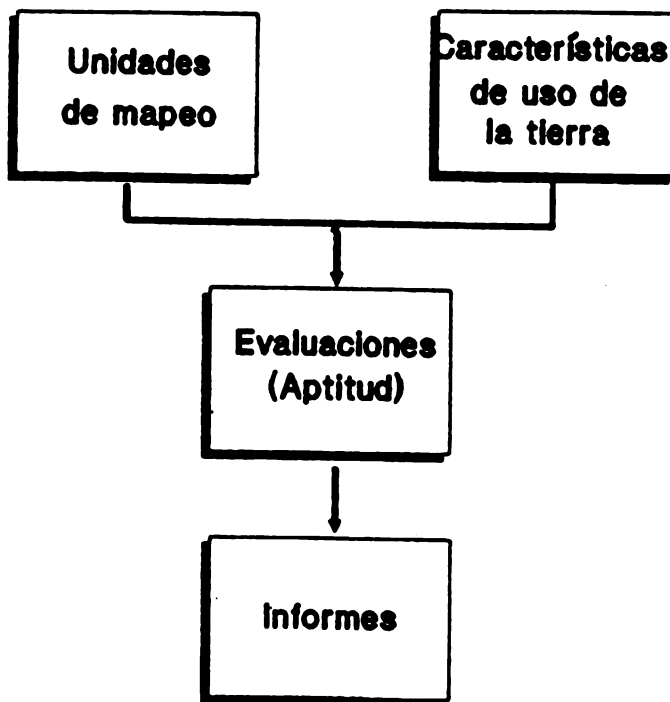 Unidades
de mapeo
Características
de uso de
la tierra
Evaluaciones
(Aptitud)
Informes